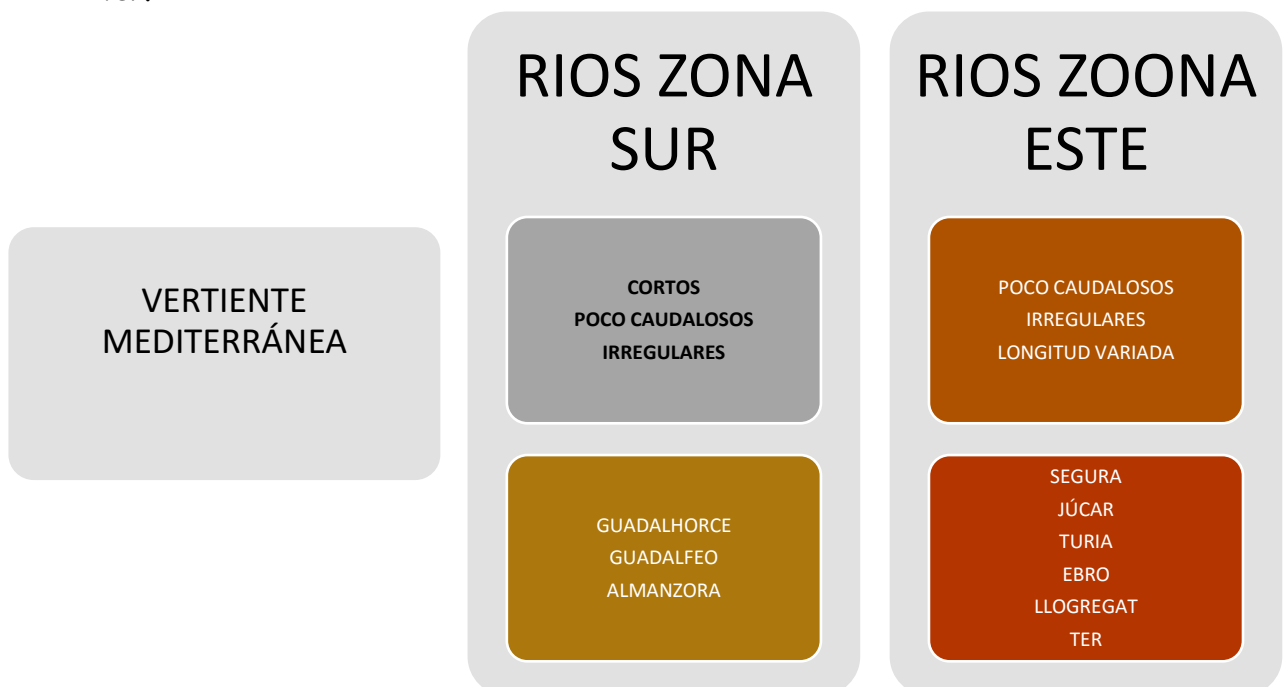 VERTIENTE
MEDITERRÁNEA
RIOS ZONA
SUR
CORTOS
POCO CAUDALOSOS
IRREGULARES
GUADALHORCE
GUADALFEO
ALMANZORA
RIOS ZOONA
ESTE
POCO CAUDALOSOS
IRREGULARES
LONGITUD VARIADA
SEGURA
JÚCAR
TURIA
EBRO
LLOGREGAT
TER